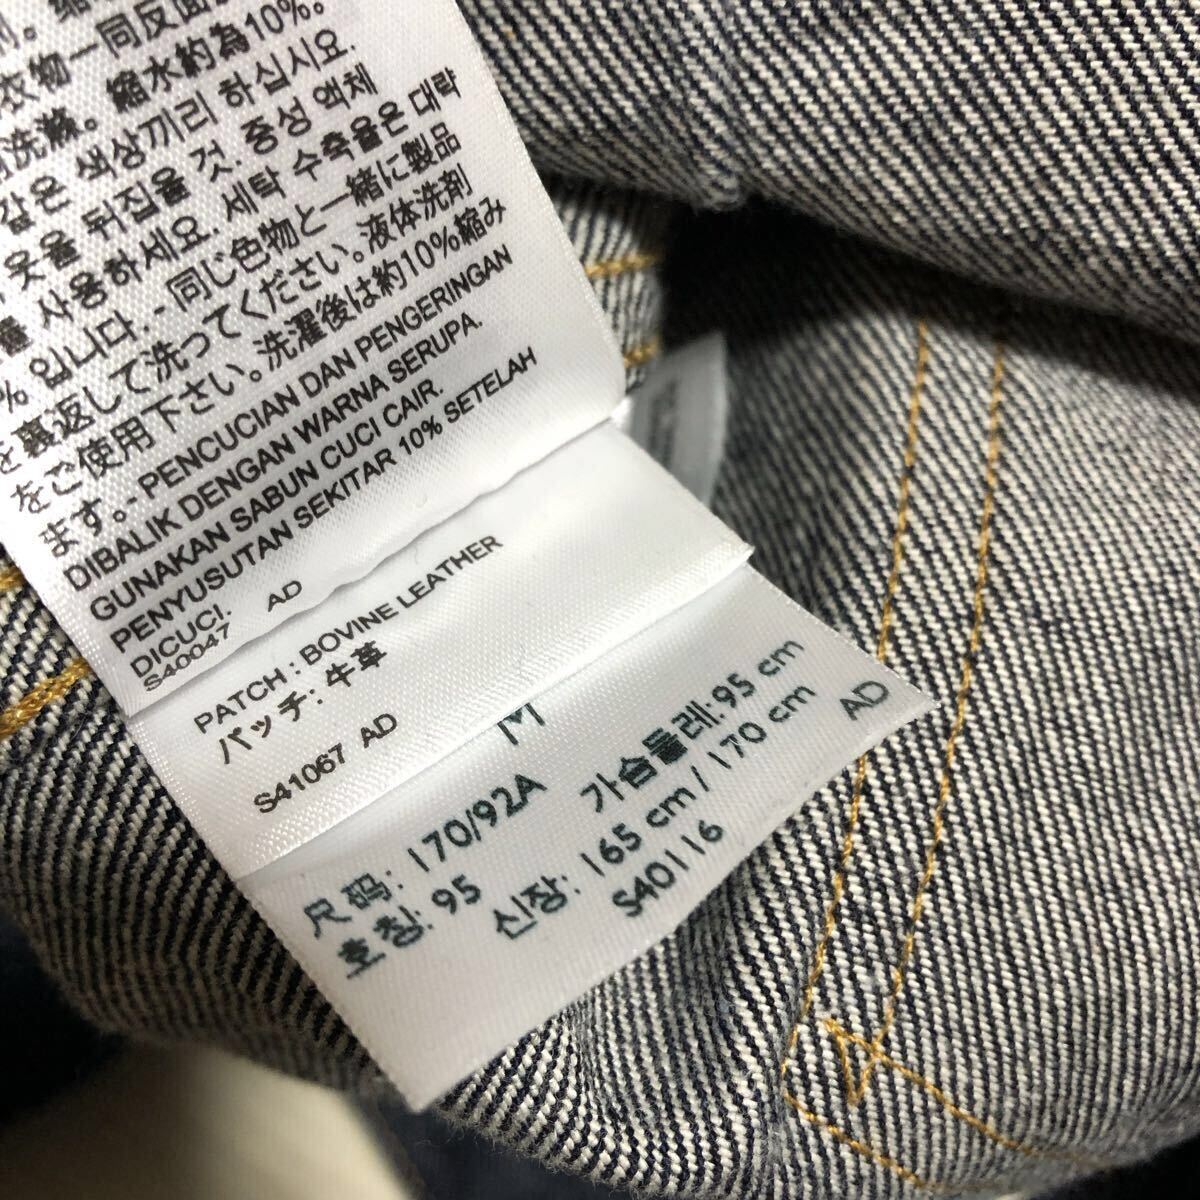 衣物一同反面
洗滌。縮水約為10%。
같은 색상끼리 하십시오.
옷을 뒤집을 것. 중성 액체
를 사용하세요. 세탁 수축율은 대략
% 입니다. - 同じ色物と一緒に製品
を裏返して洗ってください。液体洗剤
をご使用下さい。洗濯後は約10%縮み
ます。- PENCUCIAN DAN PENGERINGAN
DIBALIK DENGAN WARNA SERUPA.
GUNAKAN SABUN CUCI CAIR.
PENYUSUTAN SEKITAR 10% SETELAH
DICUCI. AD
S40047
PATCH : BOVINE LEATHER
パッチ : 牛革
S41067 AD
M
尺码: 170/92A 가슴둘레: 95 cm
호칭: 95 신장: 165 cm / 170 cm
S40116 AD